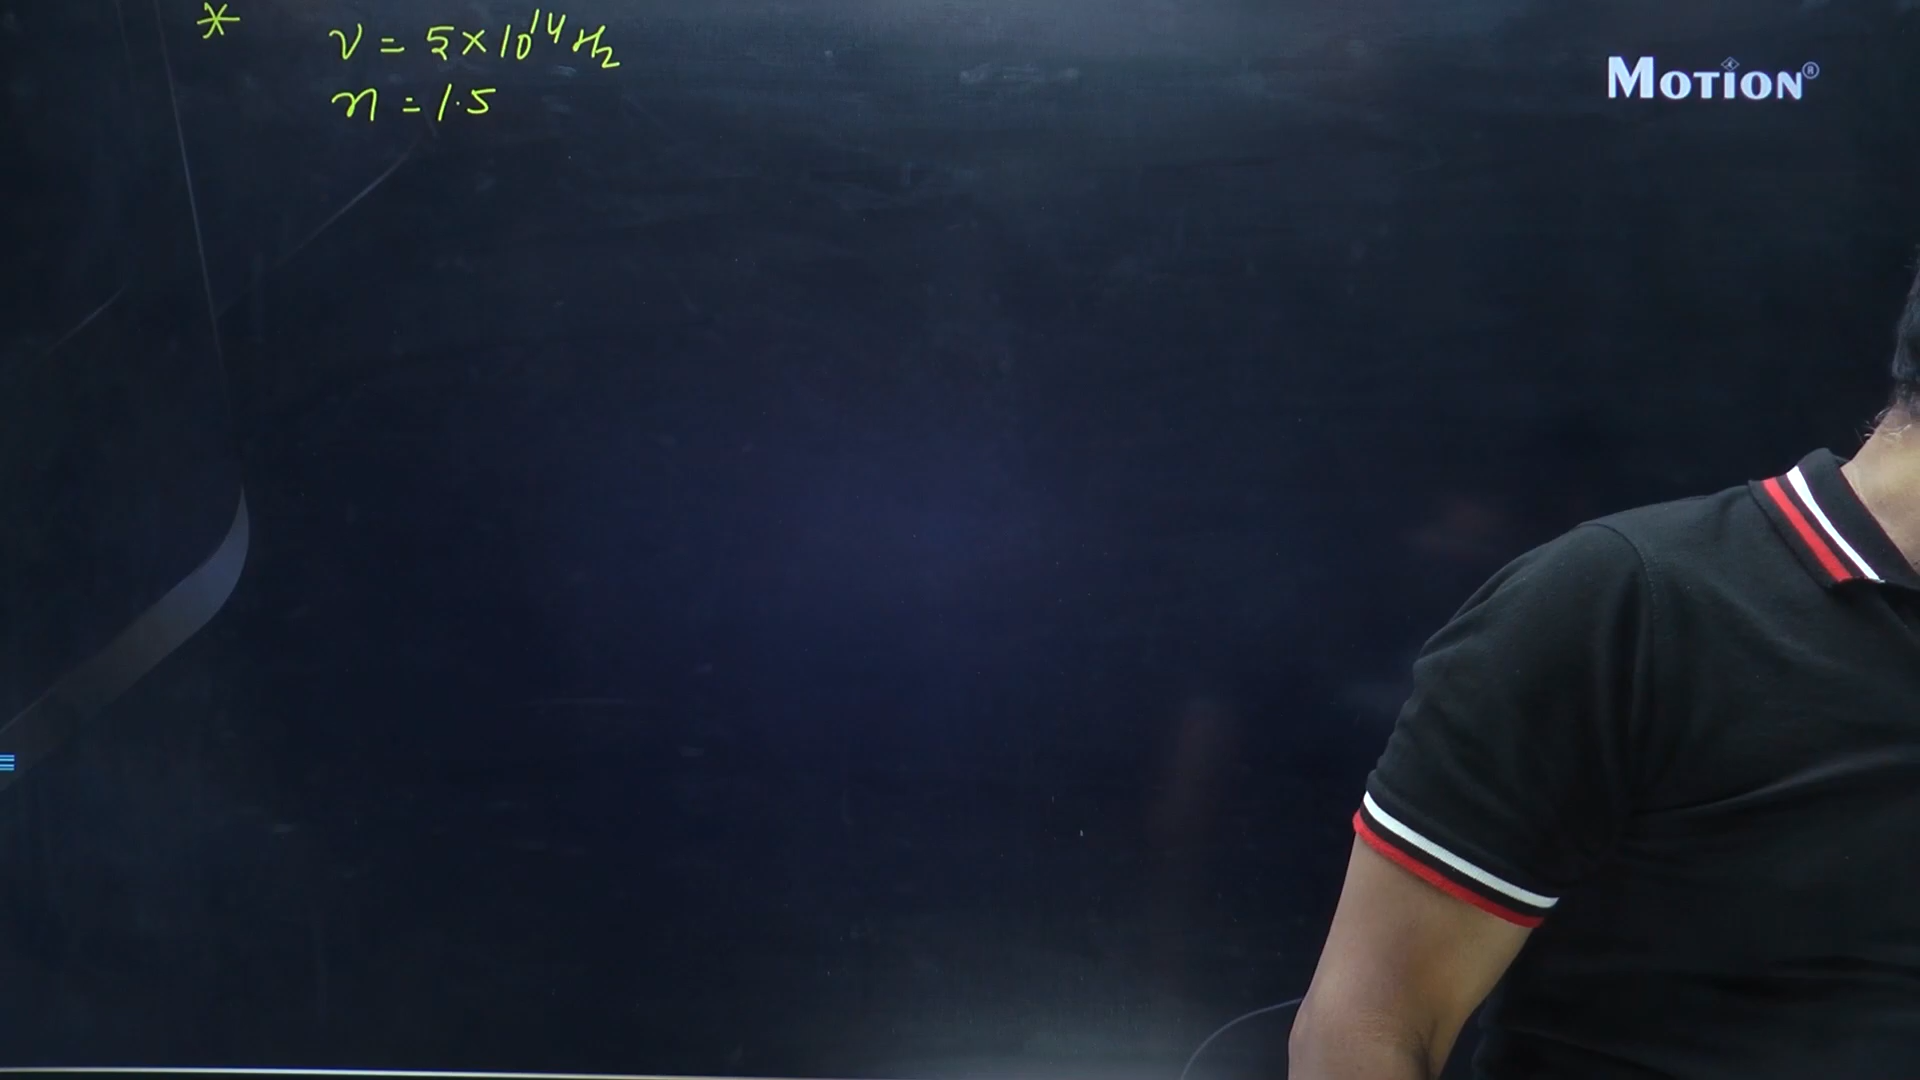 *
ν = 5×10¹⁴ Hz
n = 1.5
MOTION®